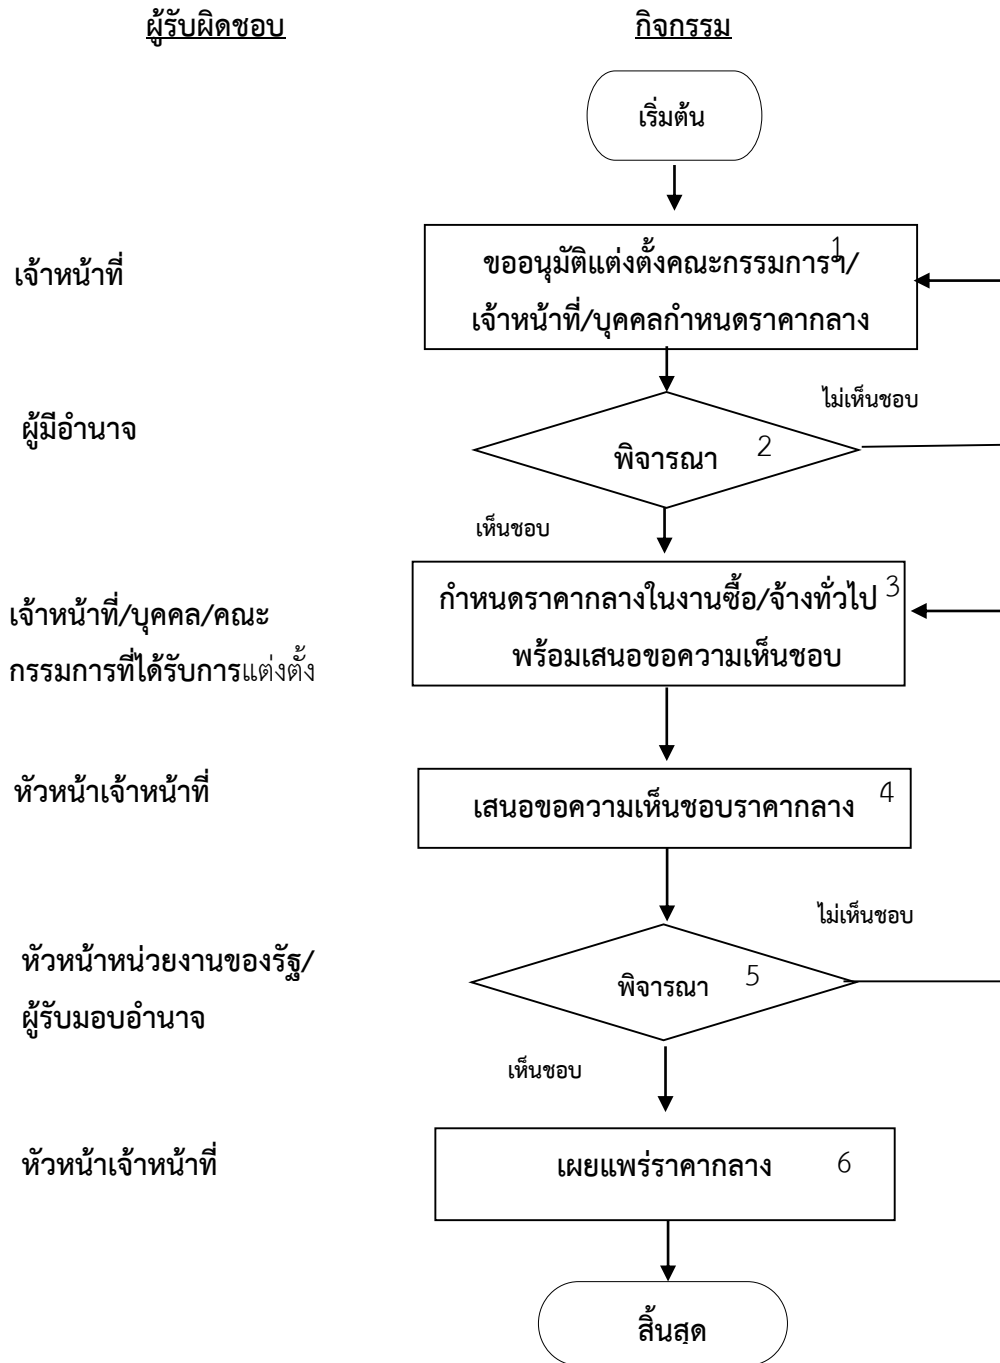 ผู้รับผิดชอบ
กิจกรรม
เริ่มต้น
เจ้าหน้าที่
ขออนุมัติแต่งตั้งคณะกรรมการฯ/
1
เจ้าหน้าที่/บุคคลกำหนดราคากลาง
ผู้มีอำนาจ
พิจารณา
2
ไม่เห็นชอบ
เห็นชอบ
เจ้าหน้าที่/บุคคล/คณะ
กรรมการที่ได้รับการแต่งตั้ง
กำหนดราคากลางในงานซื้อ/จ้างทั่วไป
3
พร้อมเสนอขอความเห็นชอบ
หัวหน้าเจ้าหน้าที่
เสนอขอความเห็นชอบราคากลาง
4
หัวหน้าหน่วยงานของรัฐ/
ผู้รับมอบอำนาจ
พิจารณา
5
ไม่เห็นชอบ
เห็นชอบ
หัวหน้าเจ้าหน้าที่
เผยแพร่ราคากลาง
6
สิ้นสุด